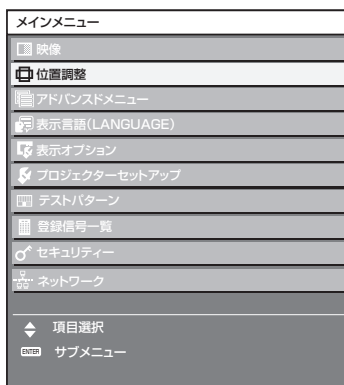 メインメニュー
映像
位置調整
アドバンスドメニュー
表示言語(LANGUAGE)
表示オプション
プロジェクターセットアップ
テストパターン
登録信号一覧
セキュリティー
ネットワーク
項目選択
ENTER サブメニュー